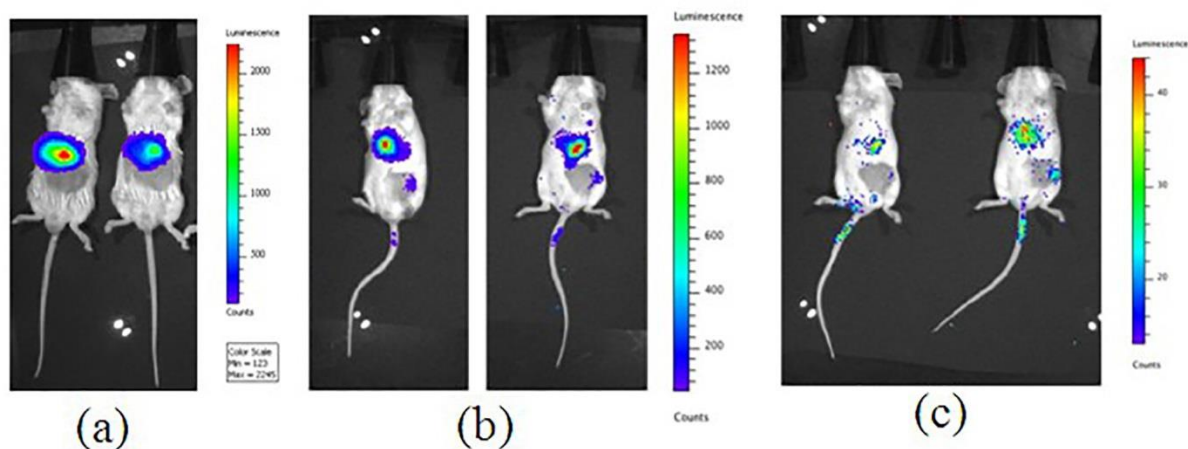 Luminescence
2000
1500
1000
500
Counts
Color Scale
Min = 123
Max = 2245
(a)
Luminescence
1200
1000
800
600
400
200
Counts
(b)
Luminescence
40
30
20
Counts
(c)